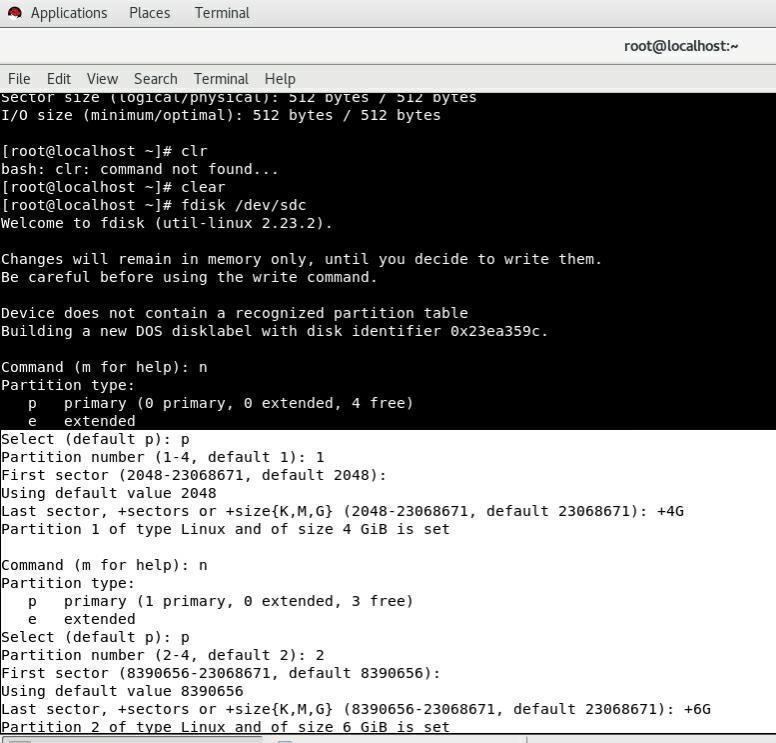 Applications Places Terminal
root@localhost:~
File Edit View Search Terminal Help
Sector size (logical/physical): 512 bytes / 512 bytes
I/O size (minimum/optimal): 512 bytes / 512 bytes
[root@localhost ~]# clr
bash: clr: command not found...
[root@localhost ~]# clear
[root@localhost ~]# fdisk /dev/sdc
Welcome to fdisk (util-linux 2.23.2).
Changes will remain in memory only, until you decide to write them.
Be careful before using the write command.
Device does not contain a recognized partition table
Building a new DOS disklabel with disk identifier 0x23ea359c.
Command (m for help): n
Partition type:
   p   primary (0 primary, 0 extended, 4 free)
   e   extended
Select (default p): p
Partition number (1-4, default 1): 1
First sector (2048-23068671, default 2048):
Using default value 2048
Last sector, +sectors or +size{K,M,G} (2048-23068671, default 23068671): +4G
Partition 1 of type Linux and of size 4 GiB is set
Command (m for help): n
Partition type:
   p   primary (1 primary, 0 extended, 3 free)
   e   extended
Select (default p): p
Partition number (2-4, default 2): 2
First sector (8390656-23068671, default 8390656):
Using default value 8390656
Last sector, +sectors or +size{K,M,G} (8390656-23068671, default 23068671): +6G
Partition 2 of type Linux and of size 6 GiB is set